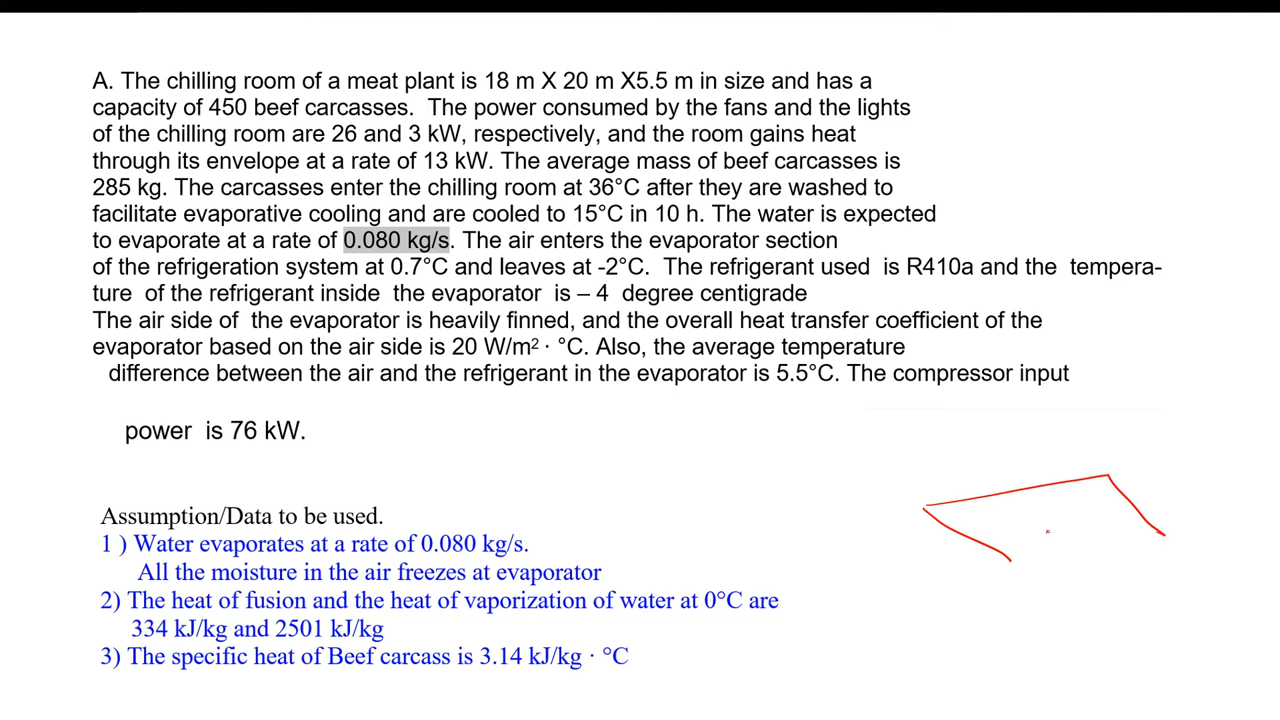 A. The chilling room of a meat plant is 18 m X 20 m X5.5 m in size and has a
capacity of 450 beef carcasses.  The power consumed by the fans and the lights
of the chilling room are 26 and 3 kW, respectively, and the room gains heat
through its envelope at a rate of 13 kW. The average mass of beef carcasses is
285 kg. The carcasses enter the chilling room at 36°C after they are washed to
facilitate evaporative cooling and are cooled to 15°C in 10 h. The water is expected
to evaporate at a rate of 0.080 kg/s. The air enters the evaporator section
of the refrigeration system at 0.7°C and leaves at -2°C.  The refrigerant used  is R410a and the  tempera-
ture  of the refrigerant inside  the evaporator  is – 4  degree centigrade
The air side of  the evaporator is heavily finned, and the overall heat transfer coefficient of the
evaporator based on the air side is 20 W/m² · °C. Also, the average temperature
difference between the air and the refrigerant in the evaporator is 5.5°C. The compressor input
power  is 76 kW.
Assumption/Data to be used.
1 ) Water evaporates at a rate of 0.080 kg/s.
All the moisture in the air freezes at evaporator
2) The heat of fusion and the heat of vaporization of water at 0°C are
334 kJ/kg and 2501 kJ/kg
3) The specific heat of Beef carcass is 3.14 kJ/kg · °C